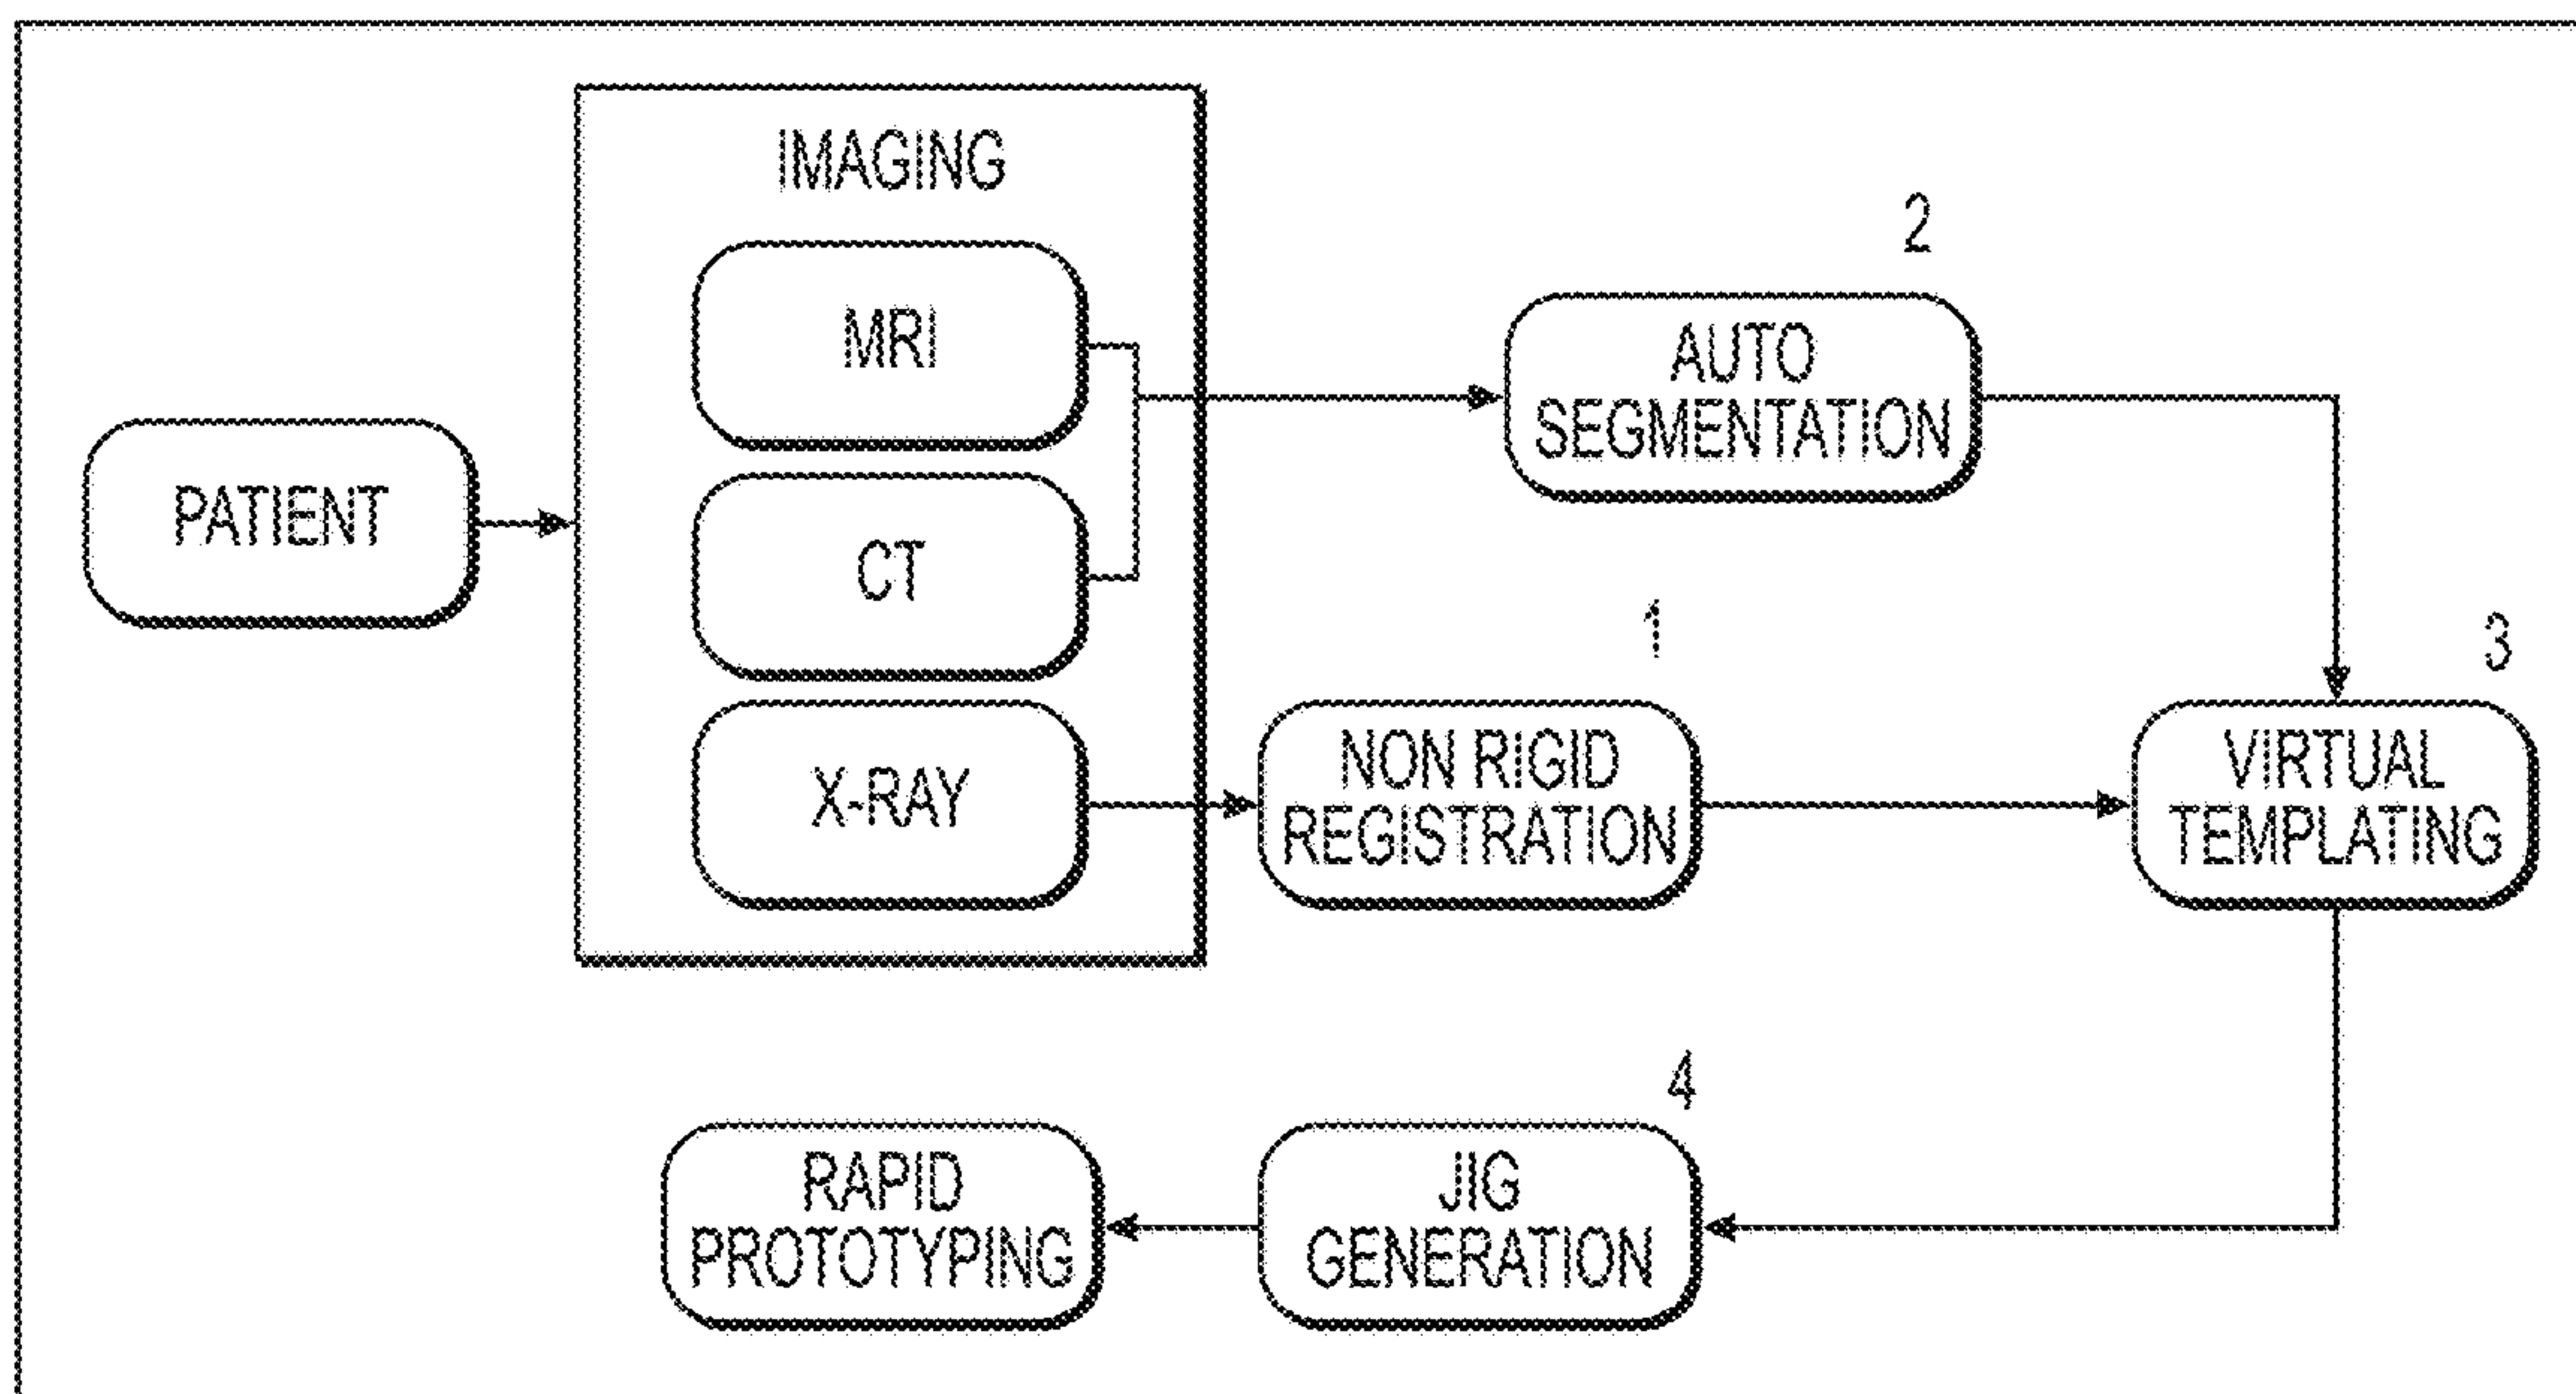 IMAGING
MRI
CT
X-RAY
PATIENT
2
AUTO
SEGMENTATION
1
NON RIGID
REGISTRATION
3
VIRTUAL
TEMPLATING
4
JIG
GENERATION
RAPID
PROTOTYPING